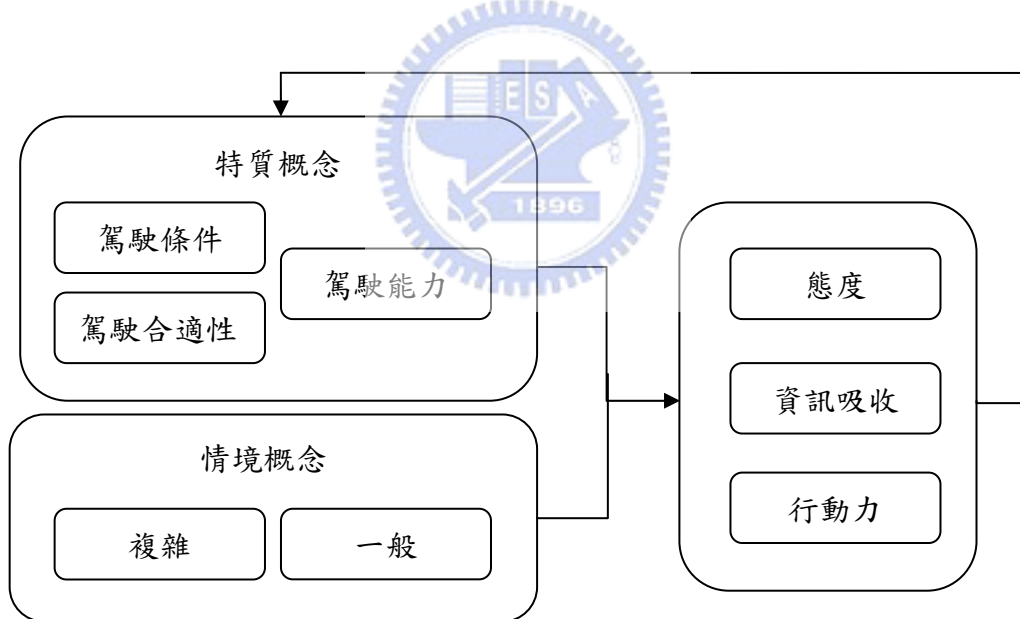 特質概念
駕駛條件
駕駛能力
駕駛合適性
情境概念
複雜
一般
態度
資訊吸收
行動力
E S A
1896